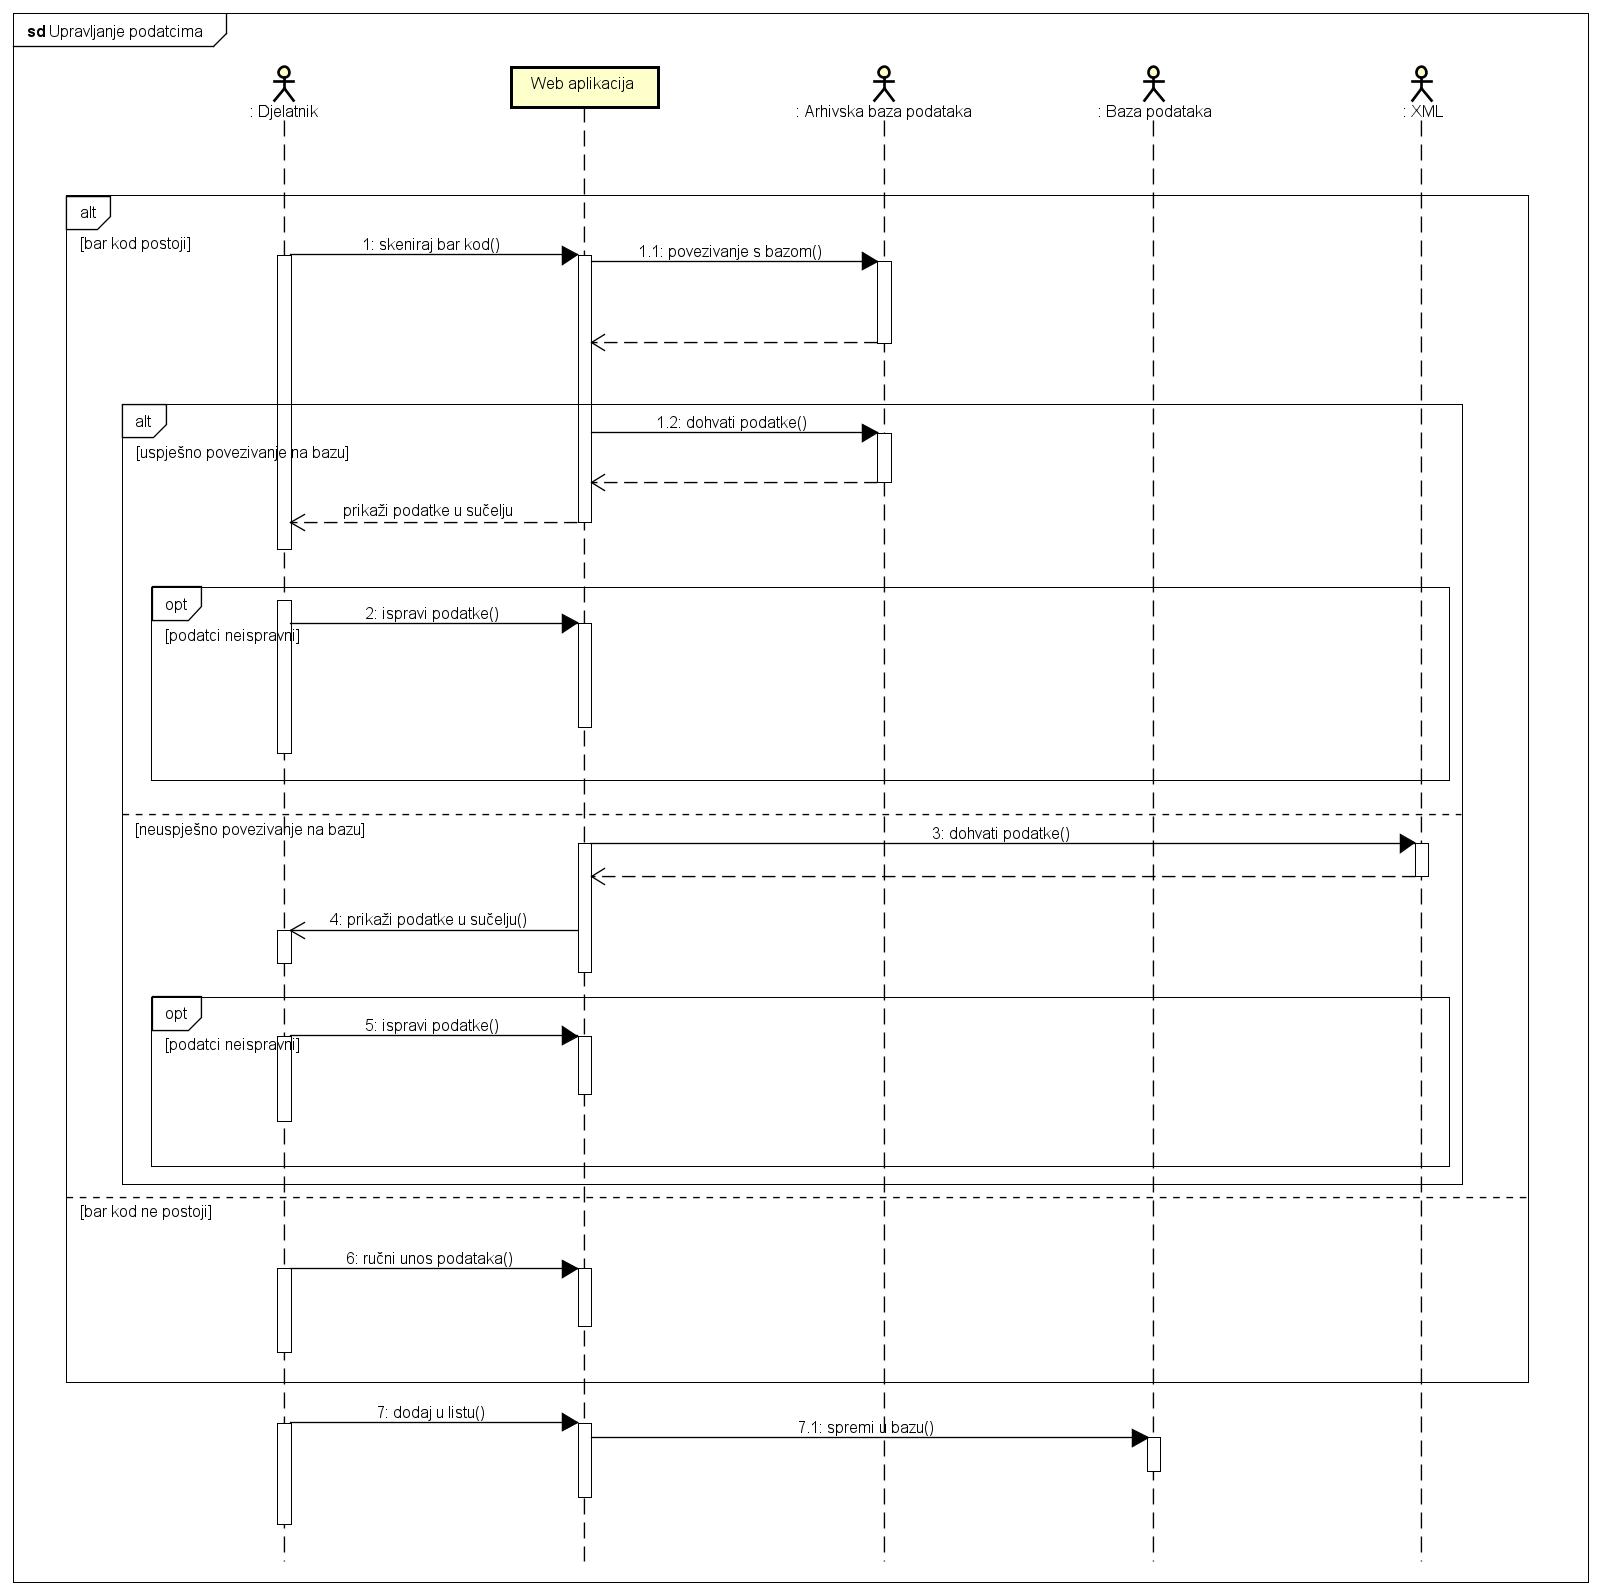 sd Upravljanje podatcima
: Djelatnik
Web aplikacija
: Arhivska baza podataka
: Baza podataka
: XML
alt
[bar kod postoji]
1: skeniraj bar kod()
1.1: povezivanje s bazom()
alt
1.2: dohvati podatke()
[uspješno povezivanje na bazu]
prikaži podatke u sučelju
opt
2: ispravi podatke()
[podatci neispravni]
[neuspješno povezivanje na bazu]
3: dohvati podatke()
4: prikaži podatke u sučelju()
opt
5: ispravi podatke()
[podatci neispravni]
[bar kod ne postoji]
6: ručni unos podataka()
7: dodaj u listu()
7.1: spremi u bazu()